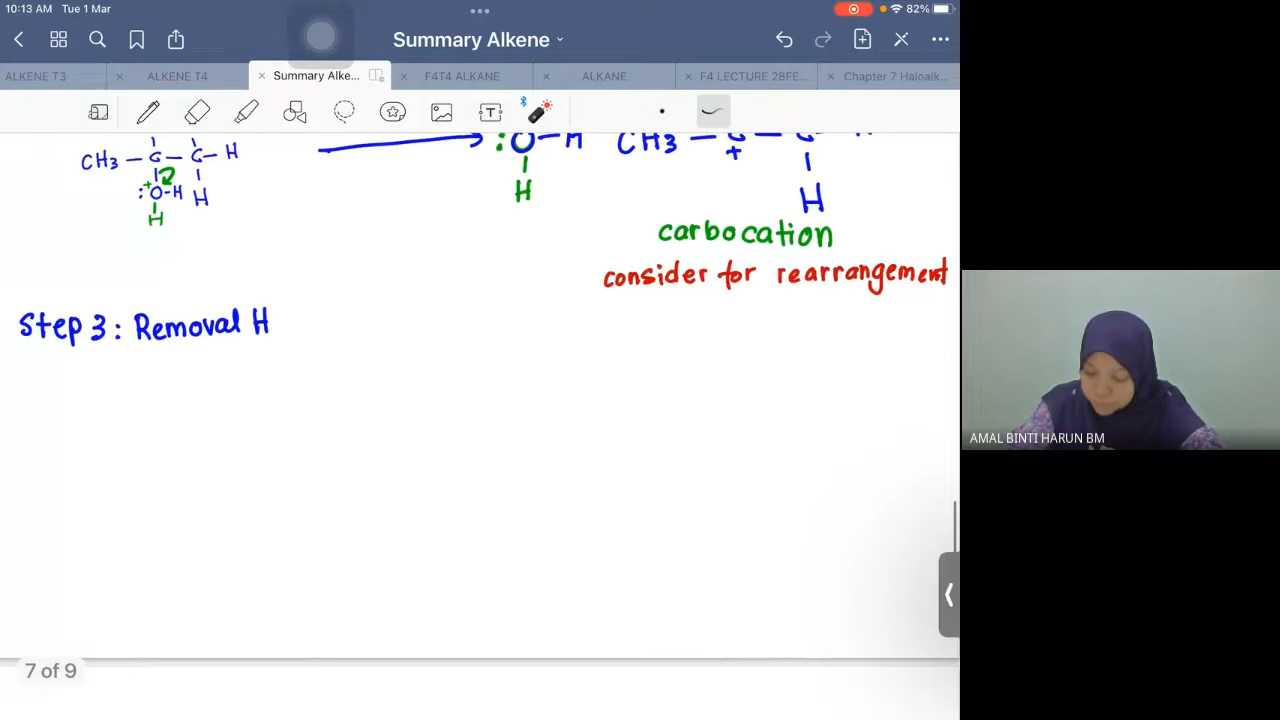 10:13 AM Tue 1 Mar
82%
Summary Alkene
ALKENE T3
ALKENE T4
Summary Alke...
F4T4 ALKANE
ALKANE
F4 LECTURE 28FE...
Chapter 7 Haloalk...
CH3 — C — C — H
:O - H H
+
H
:O — H
H
CH3 — C — C
+
H
carbocation
consider for rearrangement
Step 3 : Removal H
AMAL BINTI HARUN BM
7 of 9